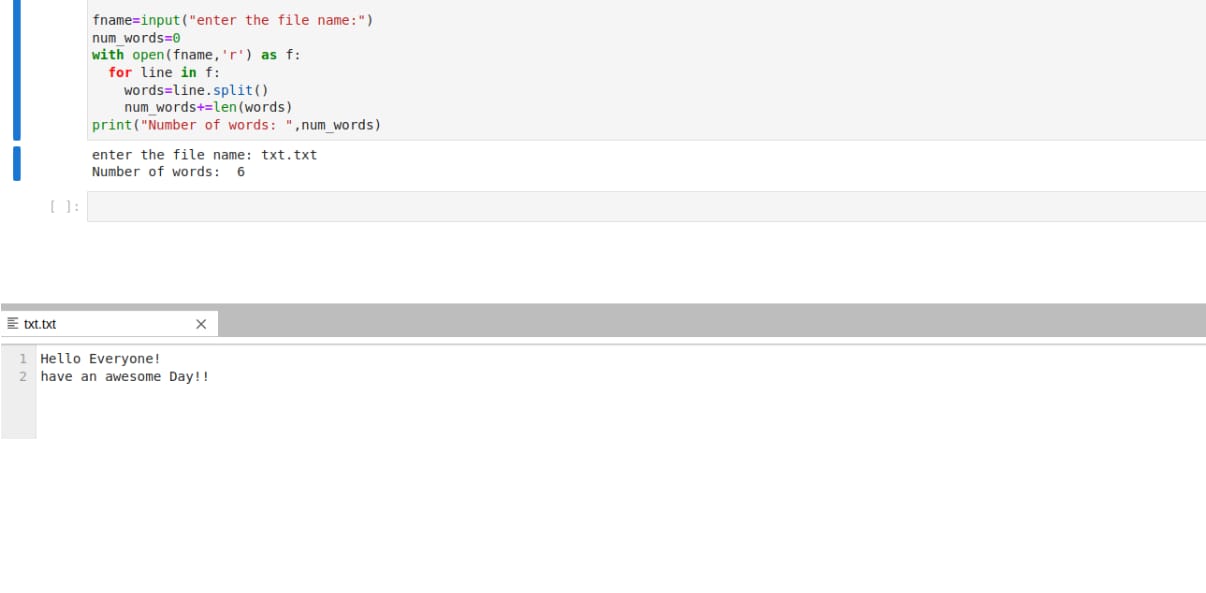 fname=input("enter the file name:")
num_words=0
with open(fname,'r') as f:
  for line in f:
    words=line.split()
    num_words+=len(words)
print("Number of words: ",num_words)
enter the file name: txt.txt
Number of words:  6
[ ]:
txt.txt
1 Hello Everyone!
2 have an awesome Day!!